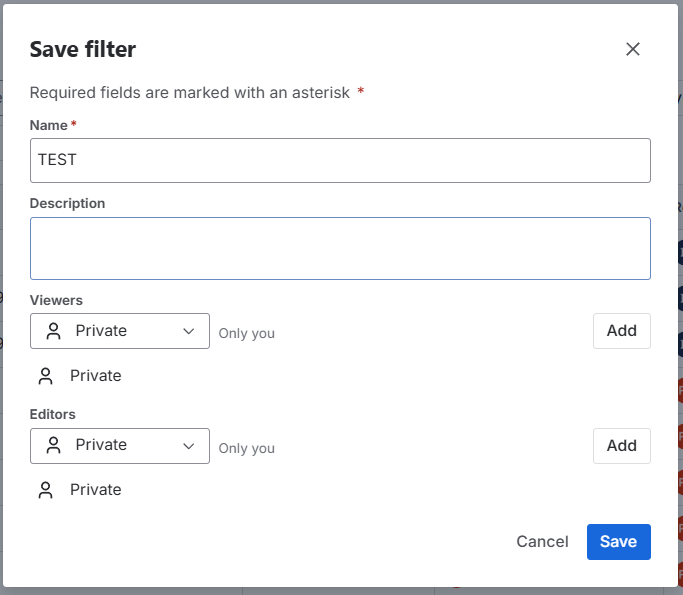 Save filter
Required fields are marked with an asterisk *
Name *
TEST
Description
Viewers
Private Only you Add
Private
Editors
Private Only you Add
Private
Cancel Save